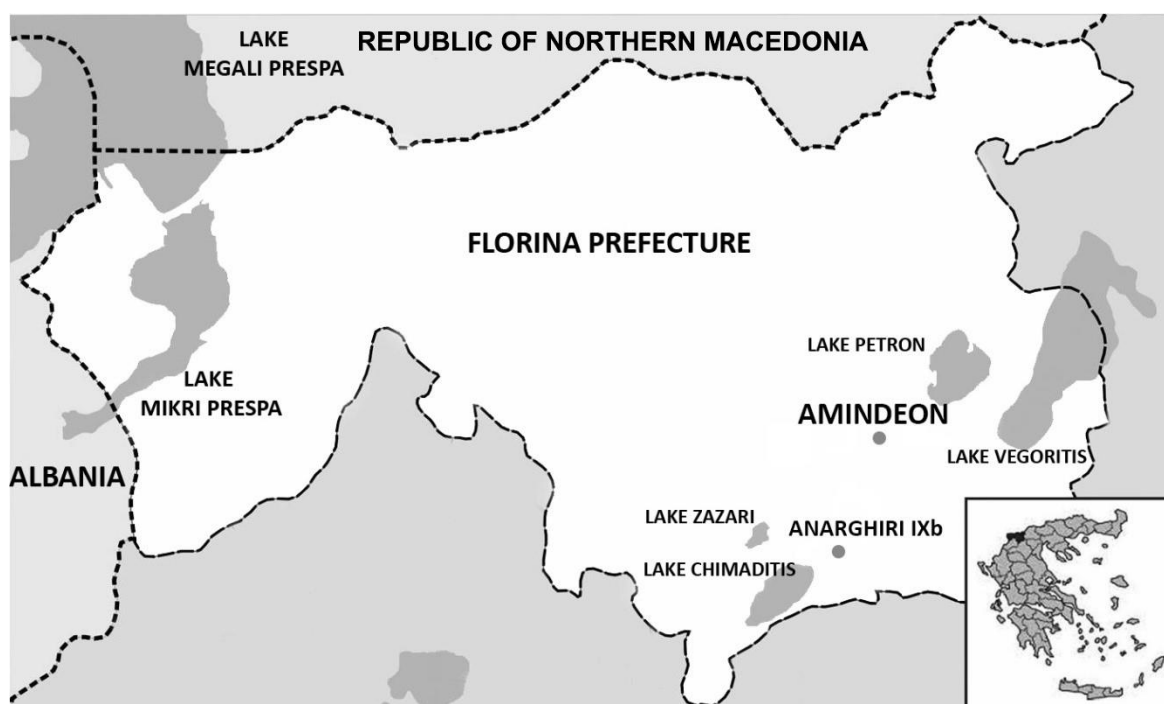 LAKE
MEGALI PRESPA
REPUBLIC OF NORTHERN MACEDONIA
FLORINA PREFECTURE
LAKE PETRON
LAKE
MIKRI PRESPA
AMINDEON
LAKE VEGORITIS
ALBANIA
LAKE ZAZARI
ANARGHIRI IXb
LAKE CHIMADITIS